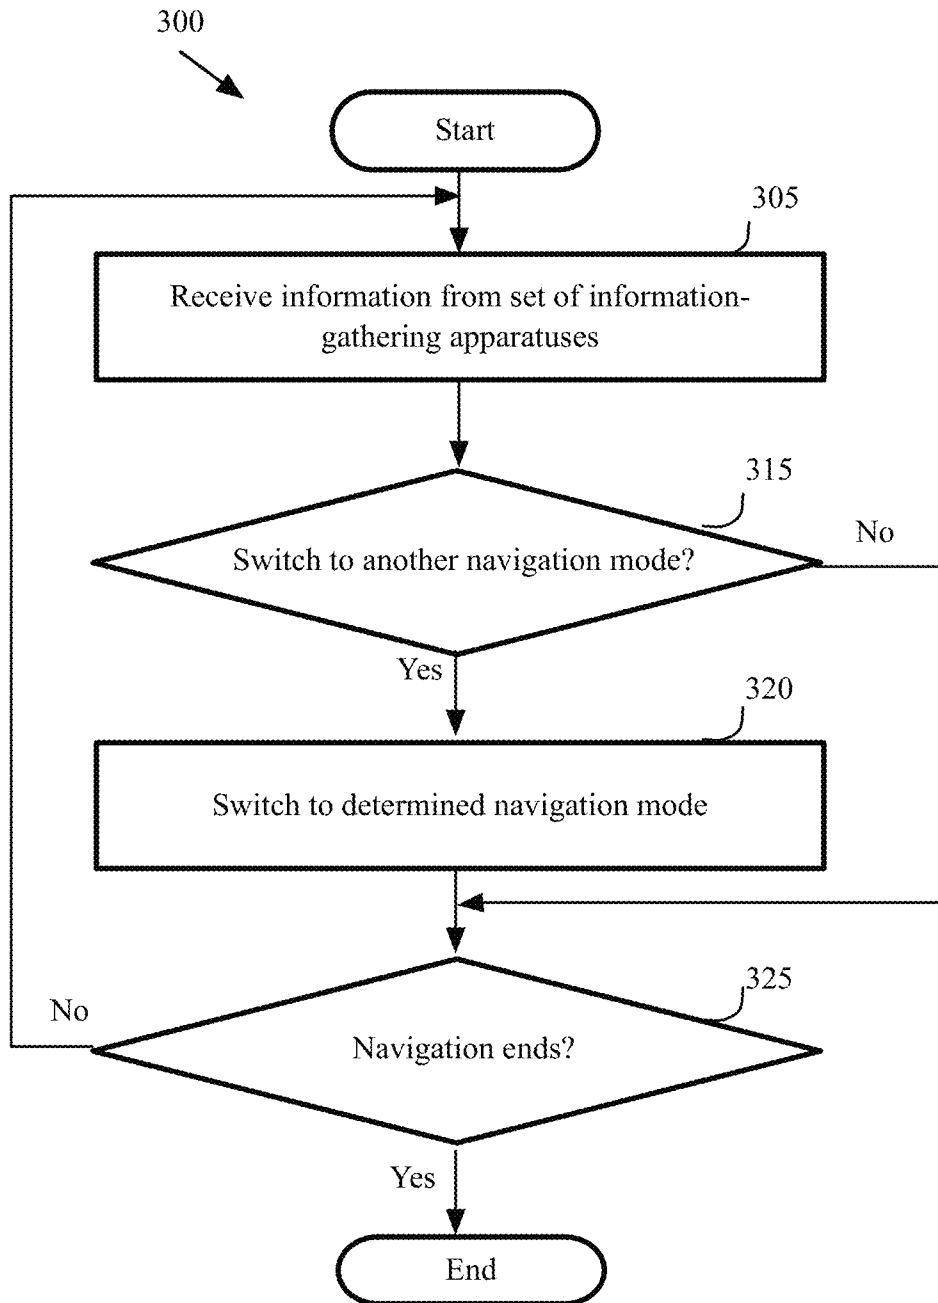 300
Start
305
Receive information from set of information-
gathering apparatuses
315
Switch to another navigation mode?
No
Yes
320
Switch to determined navigation mode
325
No
Navigation ends?
Yes
End